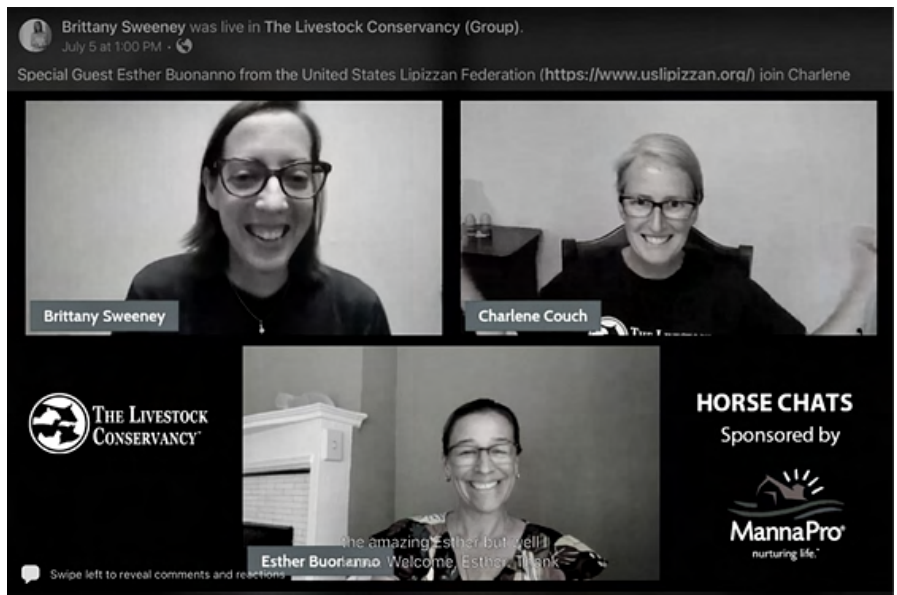 Brittany Sweeney was live in The Livestock Conservancy (Group).
July 5 at 1:00 PM ·
Special Guest Esther Buonanno from the United States Lipizzan Federation (https://www.uslipizzan.org/) join Charlene
Brittany Sweeney
Charlene Couch
The Livestock
Conservancy
HORSE CHATS
Sponsored by
MannaPro®
nurturing life.™
the amazing Esther but we'll
Esther Buonanno
Welcome, Esther. Thank
Swipe left to reveal comments and reactions